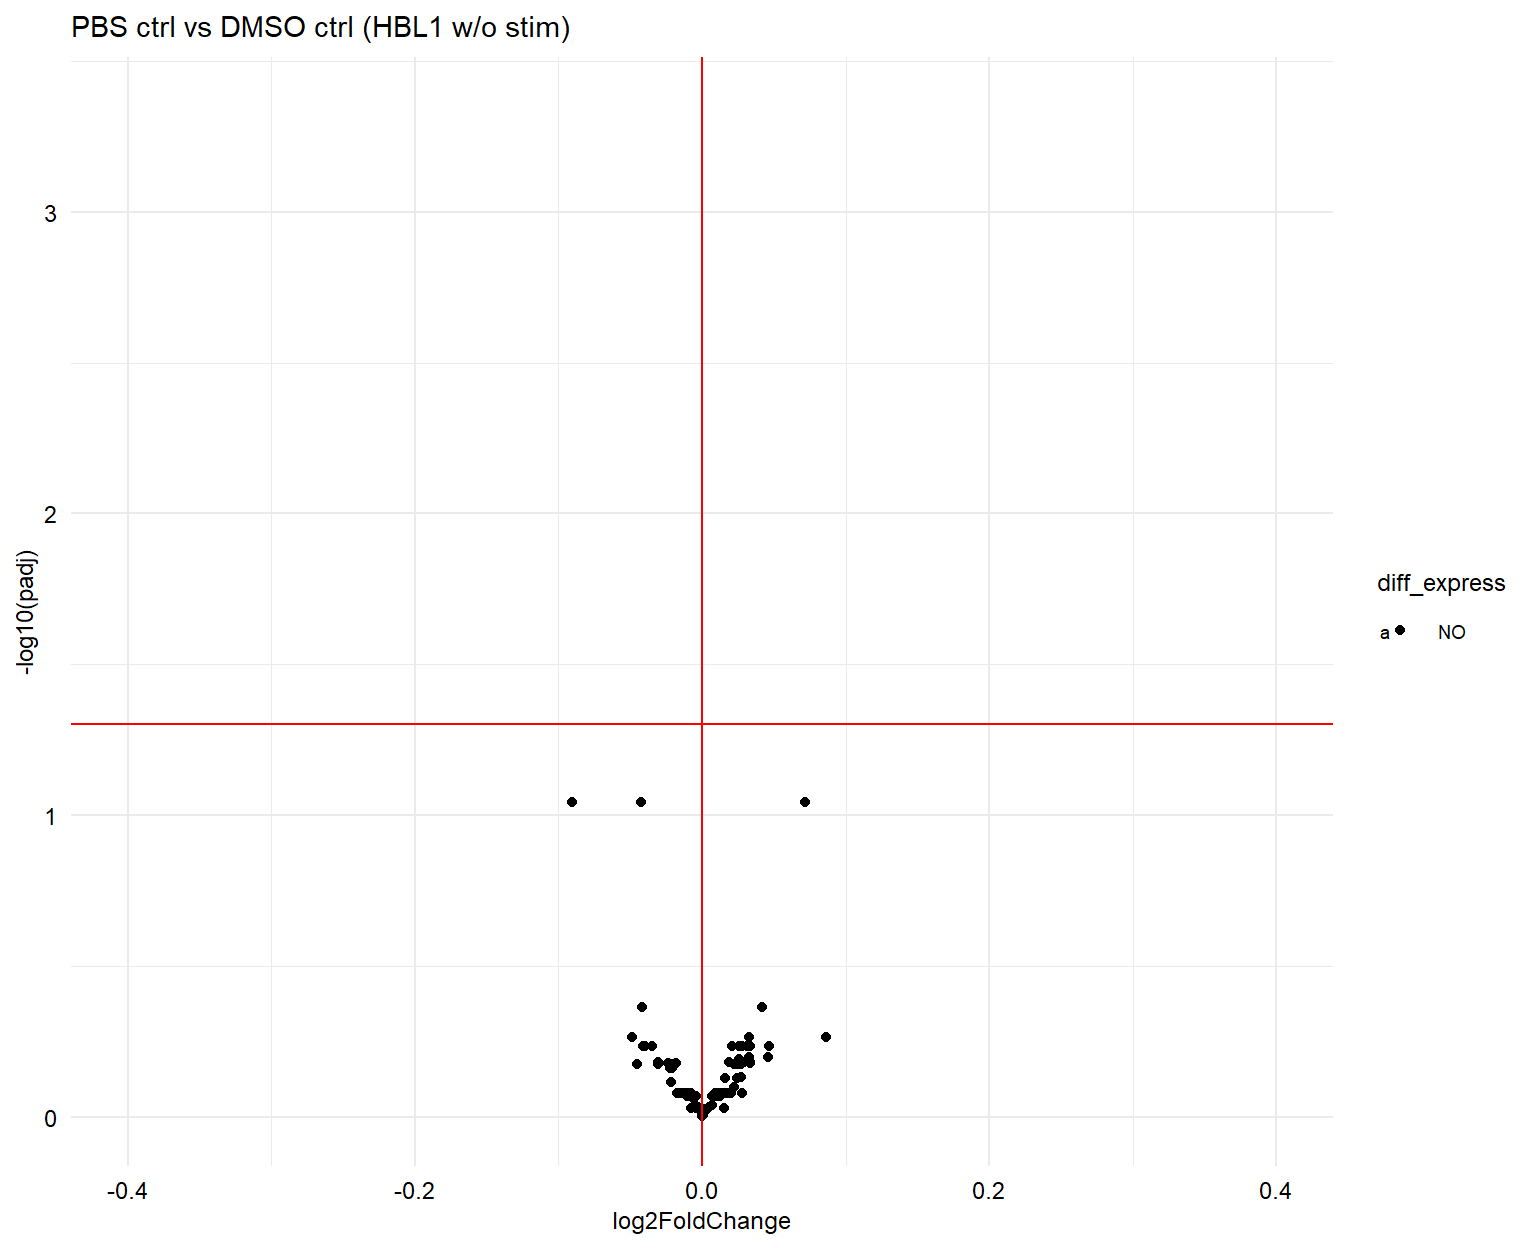 PBS ctrl vs DMSO ctrl (HBL1 w/o stim)
3
2
1
0
-log10(padj)
-0.4
-0.2
0.0
0.2
0.4
log2FoldChange
diff_express
a NO